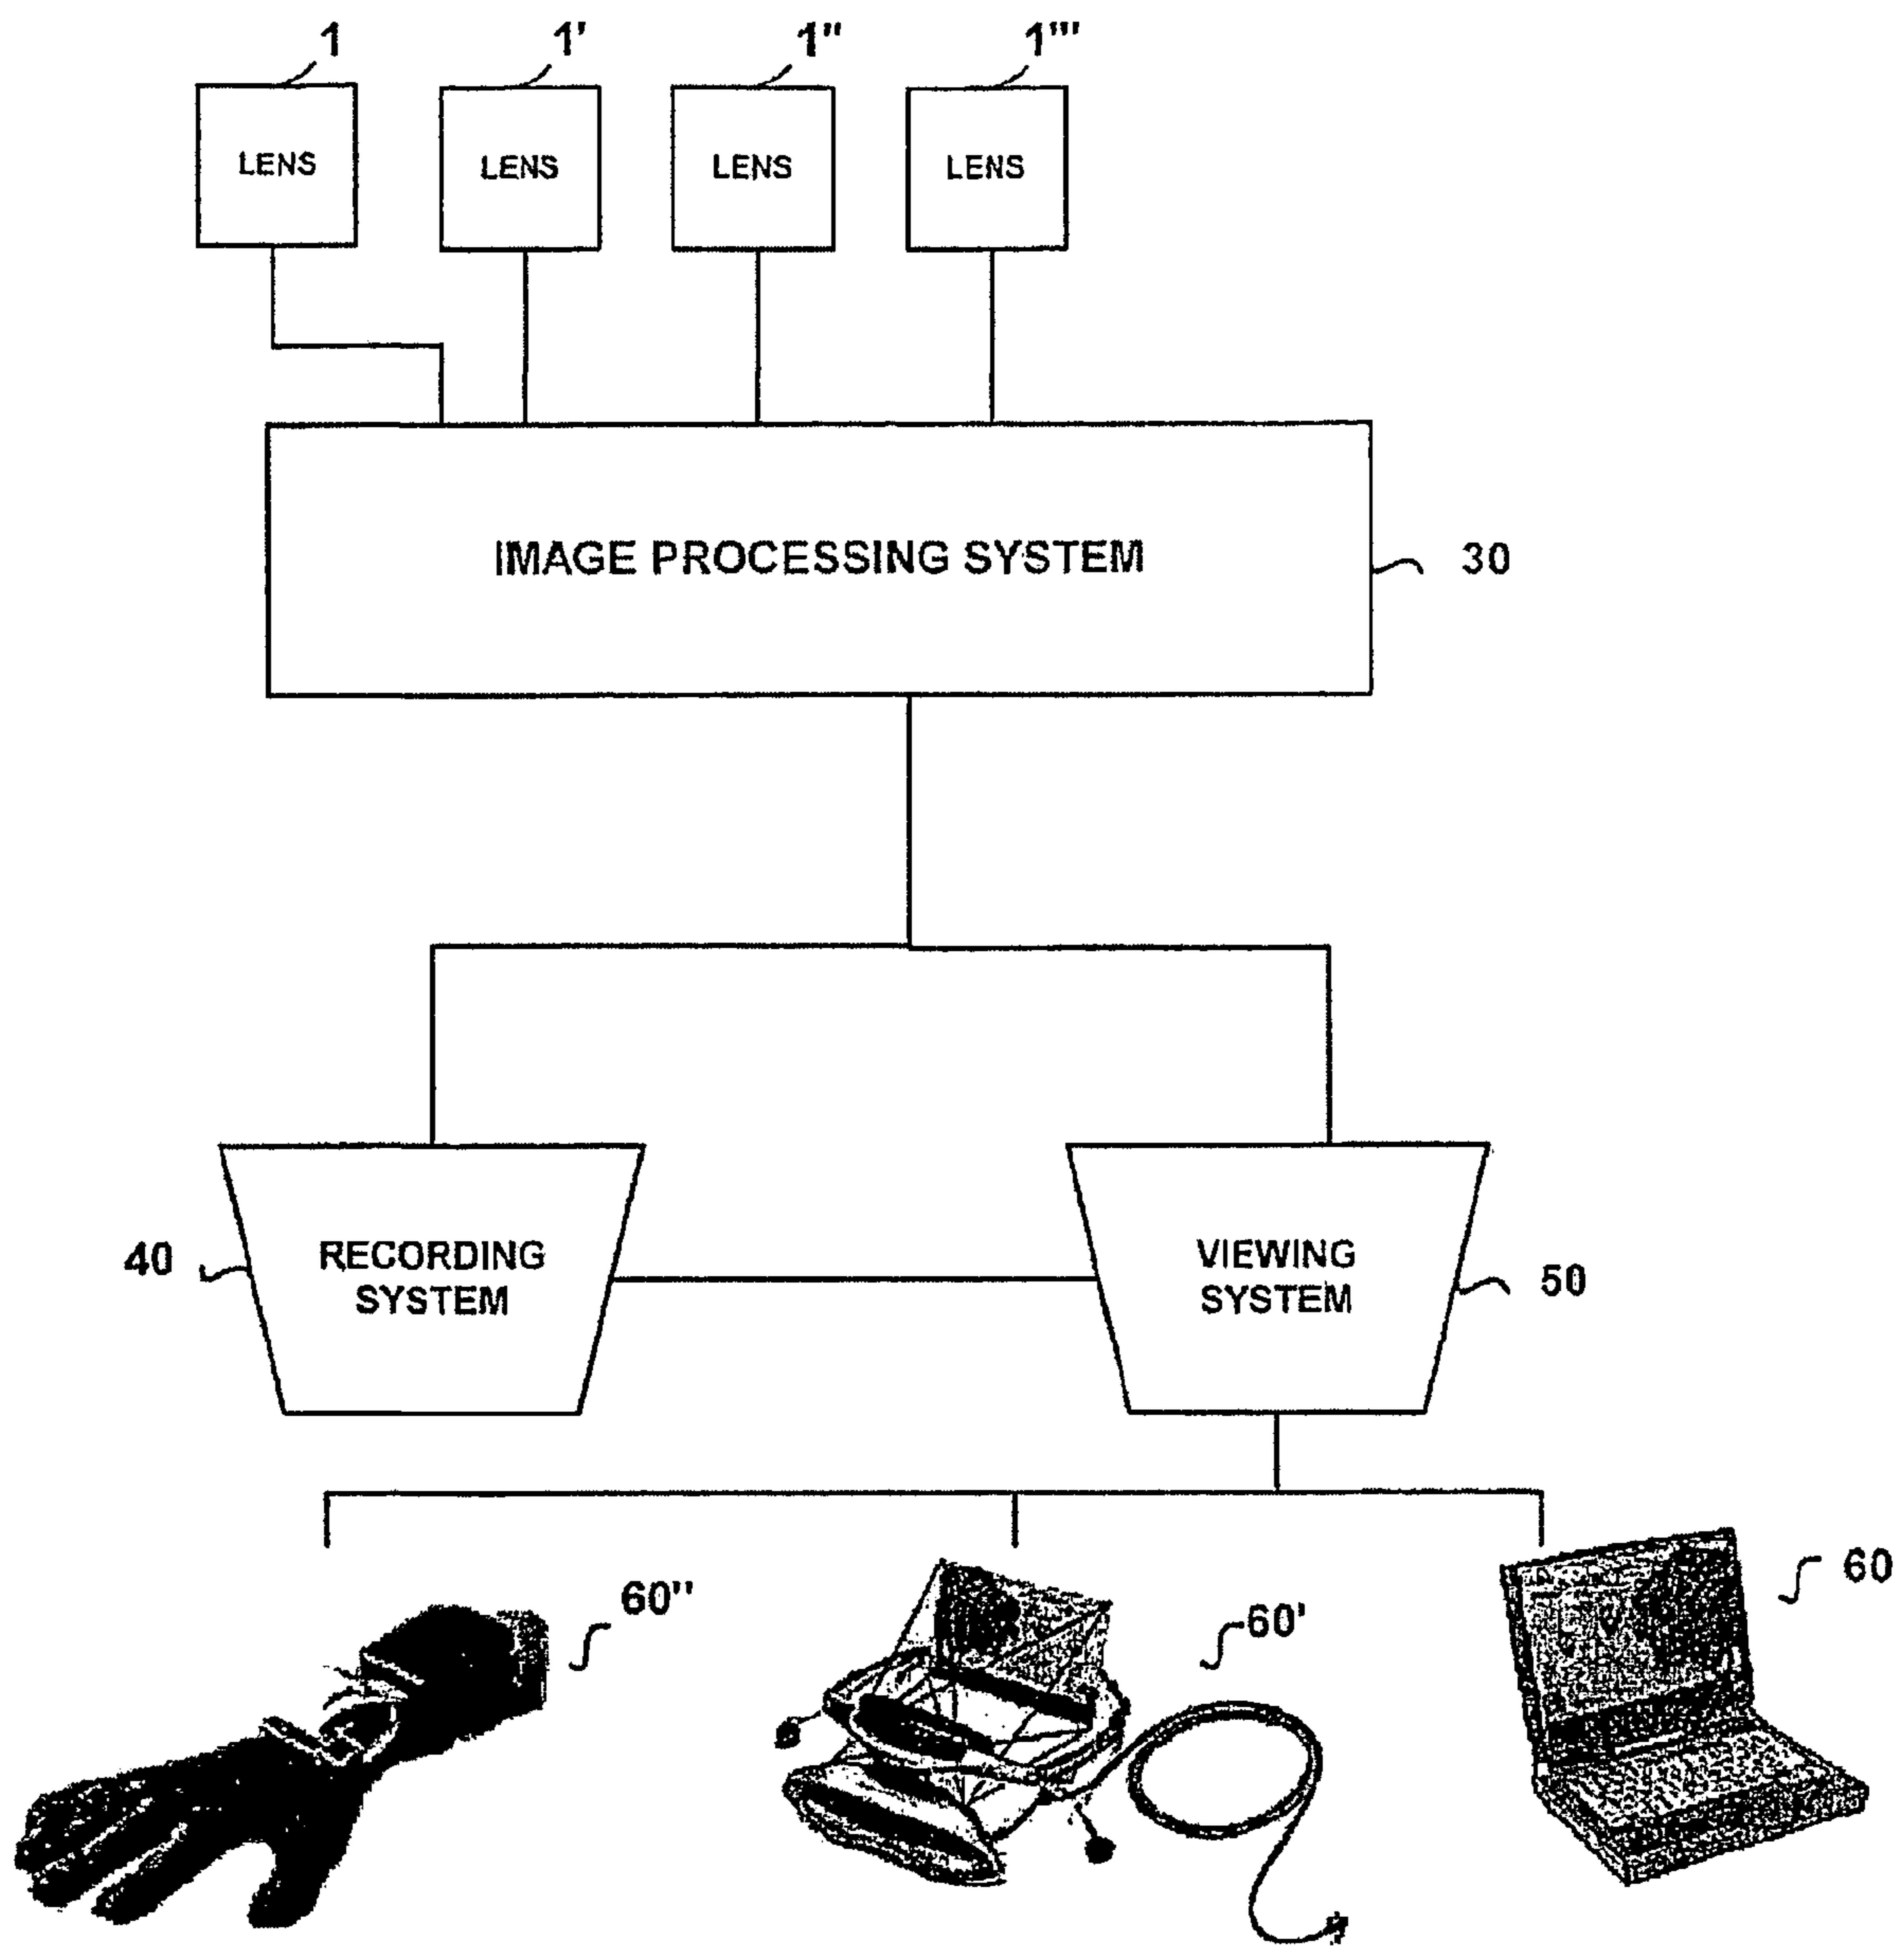 1 1' 1" 1'"
LENS LENS LENS LENS
IMAGE PROCESSING SYSTEM
30
40
RECORDING
SYSTEM
VIEWING
SYSTEM
50
60" 60' 60